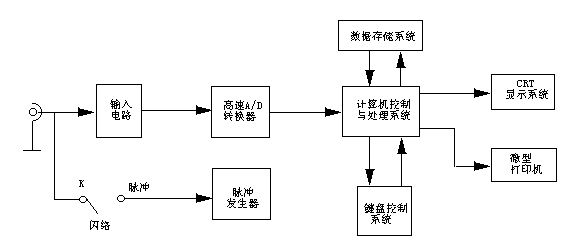 数据存储系统
输入
电路
高速A/D
转换器
计算机控制
与处理系统
CRT
显示系统
微型
打印机
K
脉冲
闪络
脉冲
发生器
键盘控制
系统